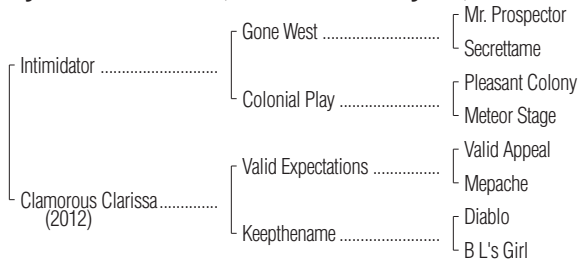 Mr. Prospector
Gone West
Secrettame
Intimidator
Pleasant Colony
Colonial Play
Meteor Stage
Valid Appeal
Valid Expectations
Mepache
Clamorous Clarissa
(2012)
Diablo
Keepthename
B L's Girl